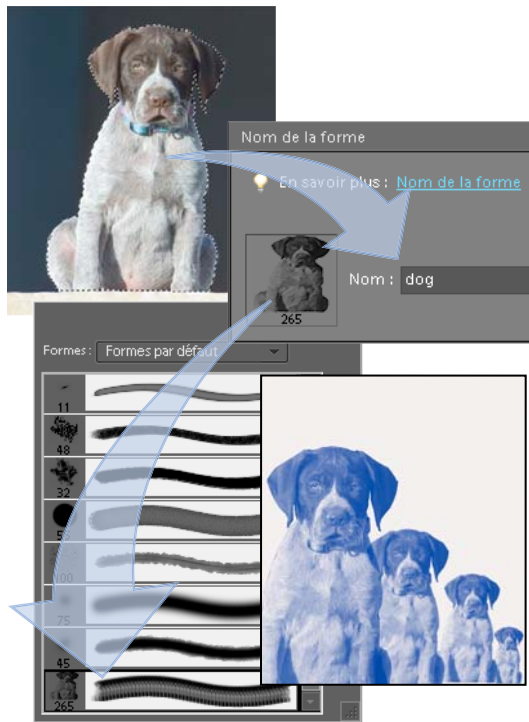 Nom de la forme
En savoir plus : Nom de la forme
265
Nom : dog
Formes : Formes par défaut
11
48
32
100
75
45
265